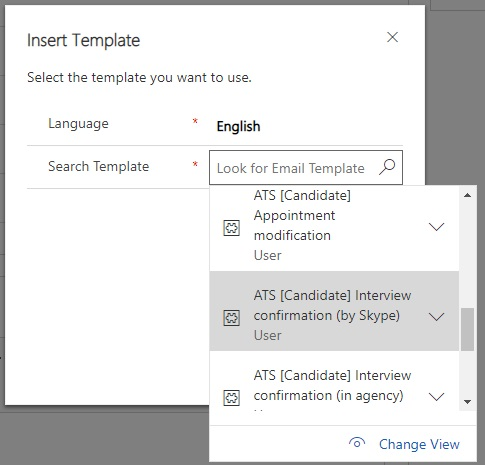 Insert Template
Select the template you want to use.
Language * English
Search Template * Look for Email Template
ATS [Candidate]
Appointment
modification
User
ATS [Candidate] Interview
confirmation (by Skype)
User
ATS [Candidate] Interview
confirmation (in agency)
Change View